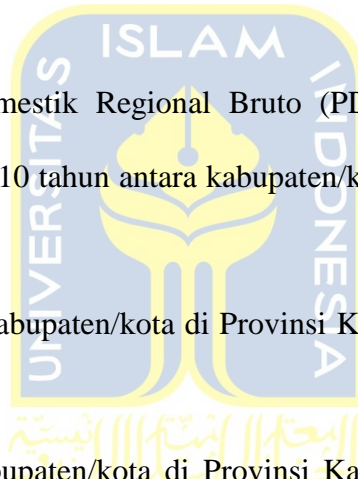 ISLAM
UNIVERSITAS
INDONESIA
mestik Regional Bruto (PD
10 tahun antara kabupaten/k
kabupaten/kota di Provinsi K
upaten/kota di Provinsi Ka